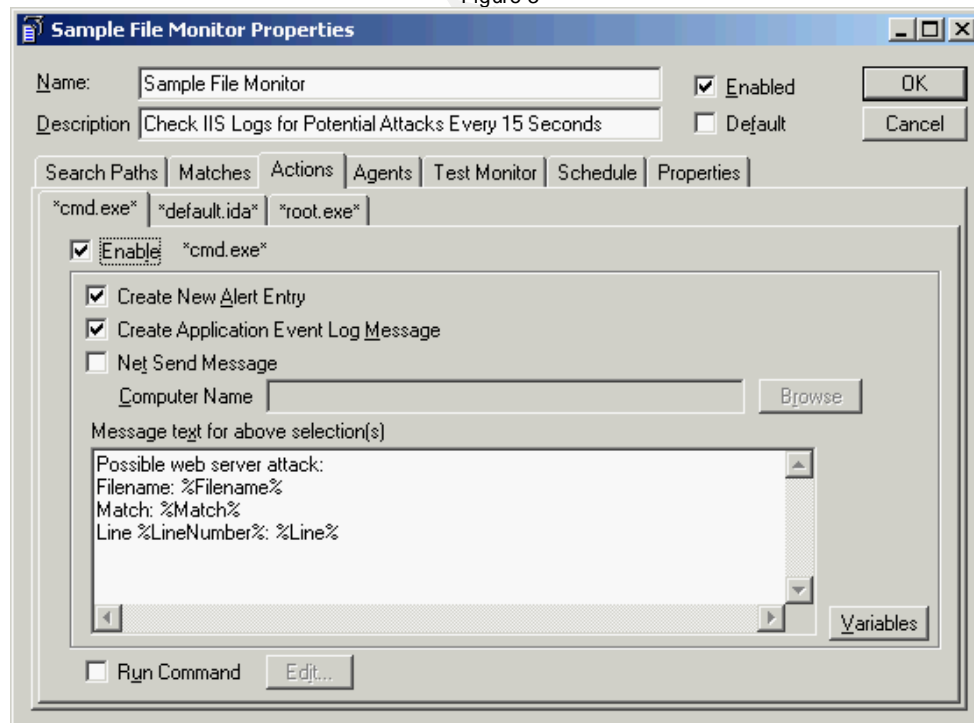 Sample File Monitor Properties
Name: Sample File Monitor Enabled OK
Description Check IIS Logs for Potential Attacks Every 15 Seconds Default Cancel
Search Paths Matches Actions Agents Test Monitor Schedule Properties
*cmd.exe* *default.ida* *root.exe*
Enable *cmd.exe*
Create New Alert Entry
Create Application Event Log Message
Net Send Message
Computer Name Browse
Message text for above selection(s)
Possible web server attack:
Filename: %Filename%
Match: %Match%
Line %LineNumber%: %Line%
Variables
Run Command Edit...